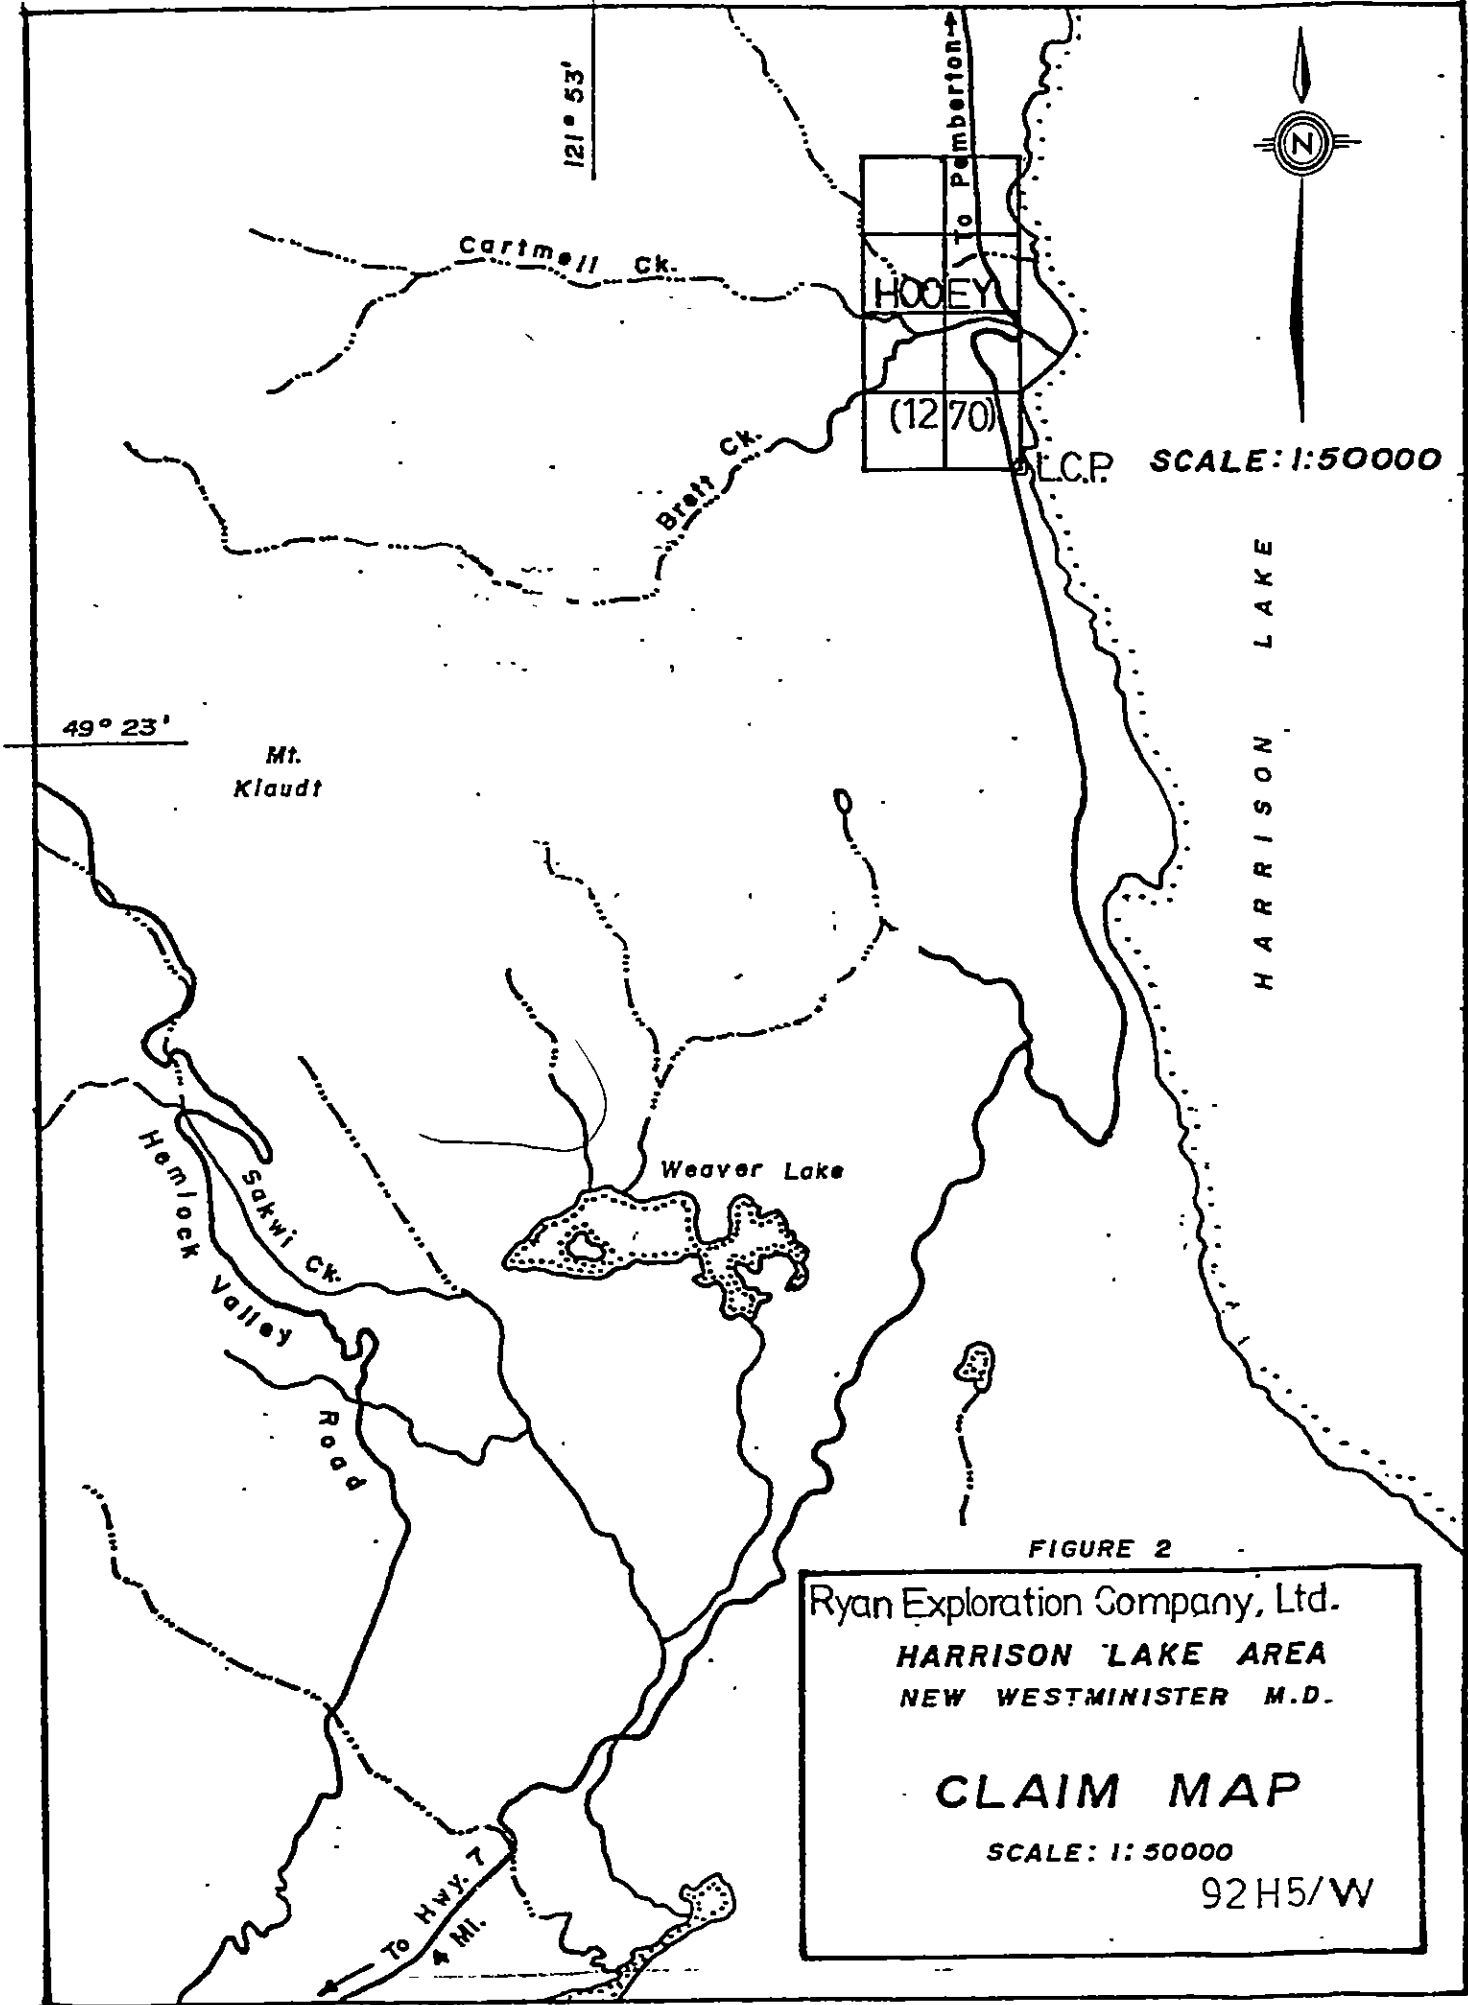 121° 53'
To Pemberton
N
Cartmell Ck.
HOOEY
(1270)
Brett Ck.
L.C.P.
SCALE: 1:50000
HARRISON LAKE
49° 23'
Mt.
Klaudt
Weaver Lake
Hemlock Valley Road
Sakwi Ck.
To Hwy. 7
4 MI.
FIGURE 2
Ryan Exploration Company, Ltd.
HARRISON LAKE AREA
NEW WESTMINISTER M.D.
CLAIM MAP
SCALE: 1:50000
92H5/W